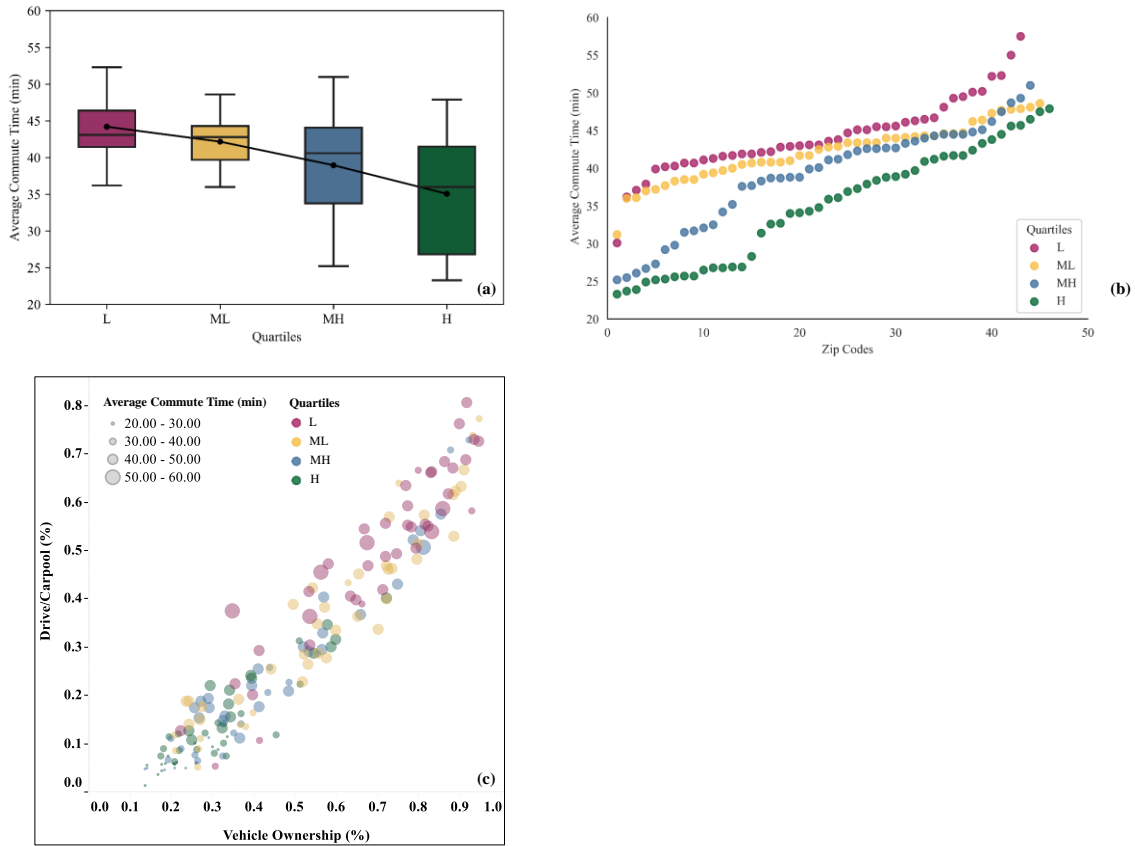 60
55
50
45
40
35
30
25
20
Average Commute Time (min)
L ML MH H
Quartiles
(a)
60
55
50
45
40
35
30
25
20
Average Commute Time (min)
0 10 20 30 40 50
Zip Codes
Quartiles
L
ML
MH
H
(b)
Average Commute Time (min)
20.00 - 30.00
30.00 - 40.00
40.00 - 50.00
50.00 - 60.00
Quartiles
L
ML
MH
H
0.8
0.7
0.6
0.5
0.4
0.3
0.2
0.1
0.0
Drive/Carpool (%)
(c)
0.0 0.1 0.2 0.3 0.4 0.5 0.6 0.7 0.8 0.9 1.0
Vehicle Ownership (%)